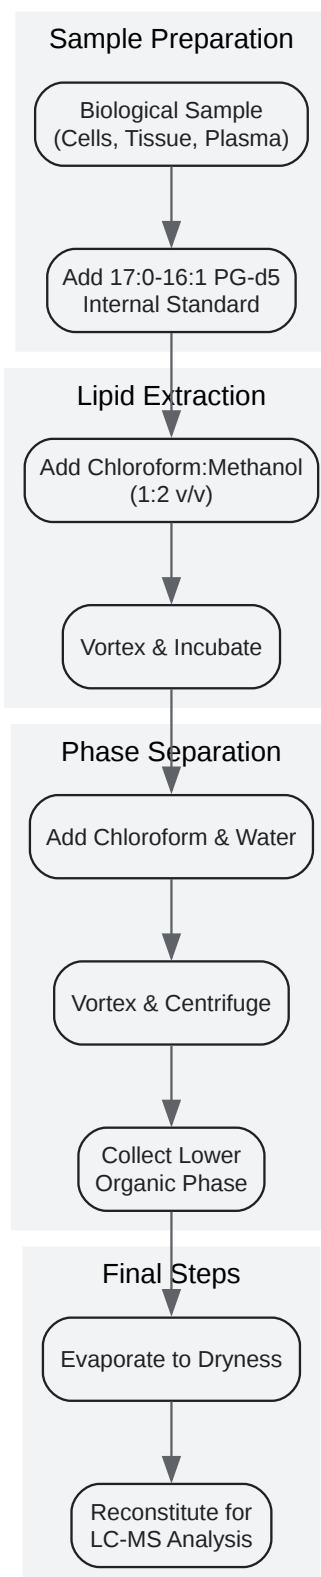 Sample Preparation
Biological Sample
(Cells, Tissue, Plasma)
Add 17:0-16:1 PG-d5
Internal Standard
Lipid Extraction
Add Chloroform:Methanol
(1:2 v/v)
Vortex & Incubate
Phase Separation
Add Chloroform & Water
Vortex & Centrifuge
Collect Lower
Organic Phase
Final Steps
Evaporate to Dryness
Reconstitute for
LC-MS Analysis